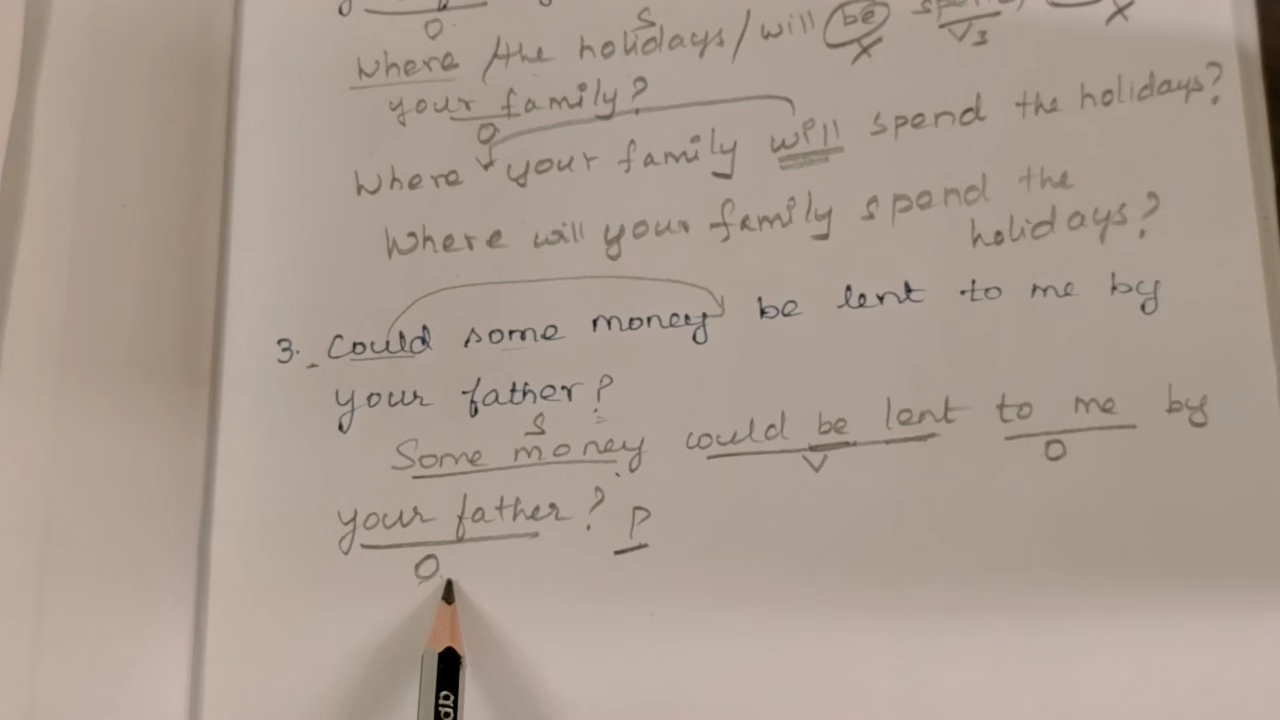 O
where / the holidays / will be X
S
V3
X
your family?
O
Where your family will spend the holidays?
Where will your family spend the
holidays?
3. Could some money be lent to me by
your father?
S
Some money could be lent to me by
V
O
your father? P
O
ap